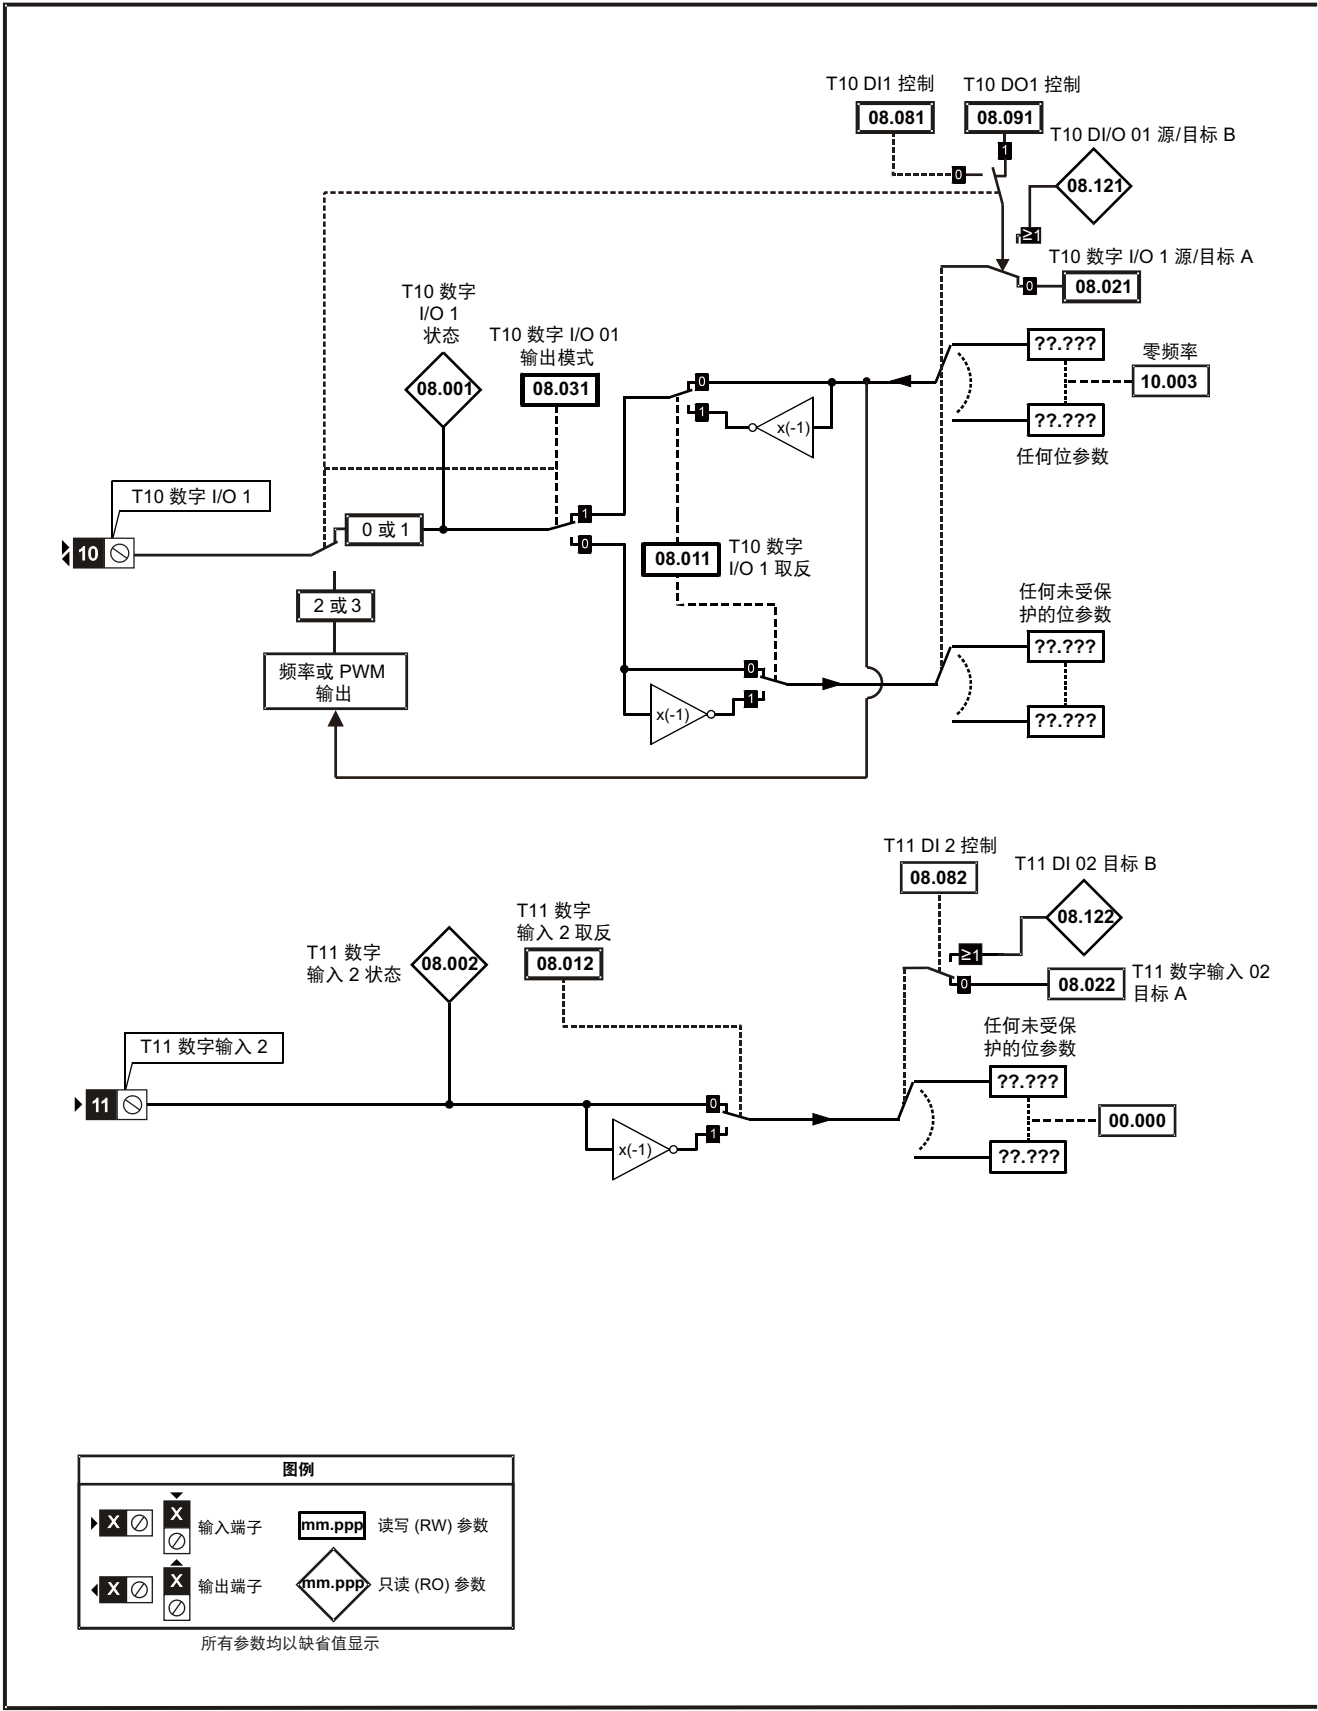 T10 DI1 控制
T10 DO1 控制
08.081
08.091
T10 DI/O 01 源/目标 B
1
0
08.121
≥1
T10 数字 I/O 1 源/目标 A
0
08.021
T10 数字
I/O 1
状态
08.001
T10 数字 I/O 01
输出模式
08.031
0
1
x(-1)
??.???
零频率
10.003
??.???
任何位参数
T10 数字 I/O 1
10
0 或 1
1
0
08.011
T10 数字
I/O 1 取反
2 或 3
频率或 PWM
输出
0
1
x(-1)
任何未受保
护的位参数
??.???
??.???
T11 DI 2 控制
08.082
T11 DI 02 目标 B
08.122
≥1
0
08.022
T11 数字输入 02
目标 A
T11 数字
输入 2 取反
08.012
T11 数字
输入 2 状态
08.002
T11 数字输入 2
11
0
1
x(-1)
任何未受保
护的位参数
??.???
00.000
??.???
图例
X
X
输入端子
mm.ppp
读写 (RW) 参数
X
X
输出端子
mm.ppp
只读 (RO) 参数
所有参数均以缺省值显示